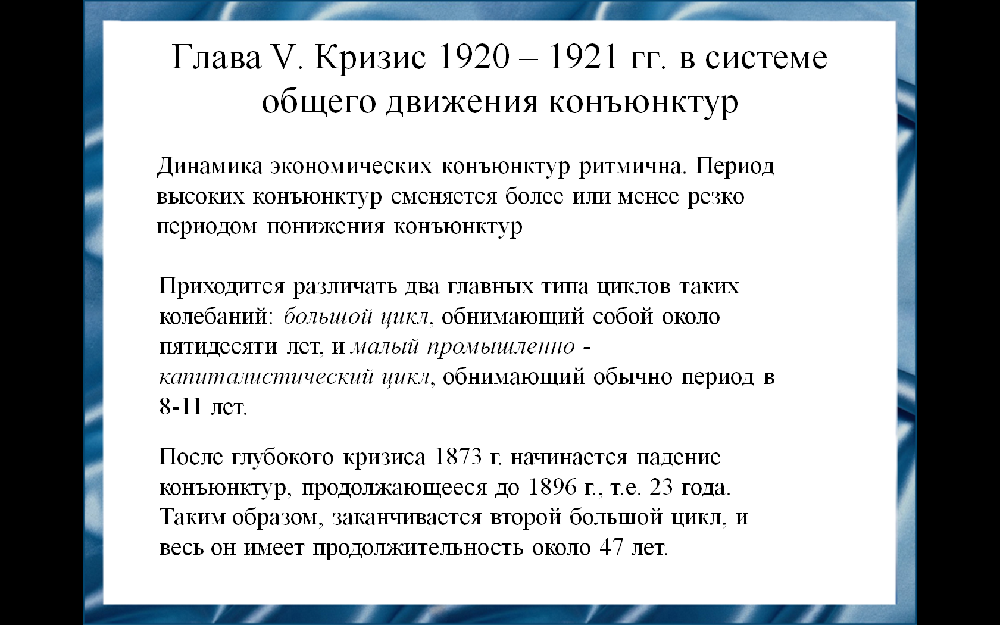 Глава V. Кризис 1920 – 1921 гг. в системе
общего движения конъюнктур
Динамика экономических конъюнктур ритмична. Период
высоких конъюнктур сменяется более или менее резко
периодом понижения конъюнктур
Приходится различать два главных типа циклов таких
колебаний: большой цикл, обнимающий собой около
пятидесяти лет, и малый промышленно -
капиталистический цикл, обнимающий обычно период в
8-11 лет.
После глубокого кризиса 1873 г. начинается падение
конъюнктур, продолжающееся до 1896 г., т.е. 23 года.
Таким образом, заканчивается второй большой цикл, и
весь он имеет продолжительность около 47 лет.